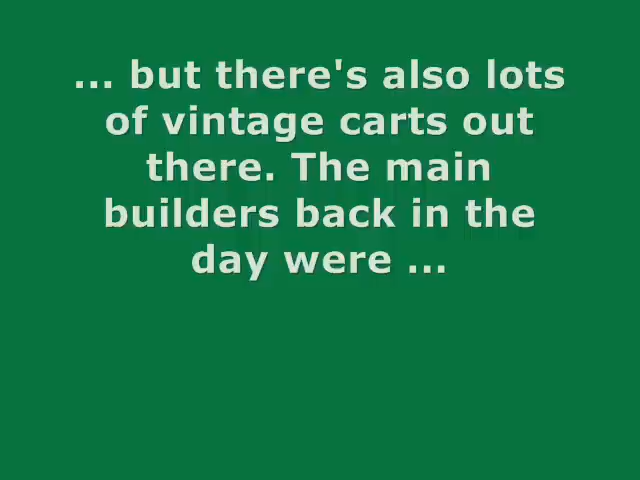 ... but there's also lots
of vintage carts out
there. The main
builders back in the
day were ...